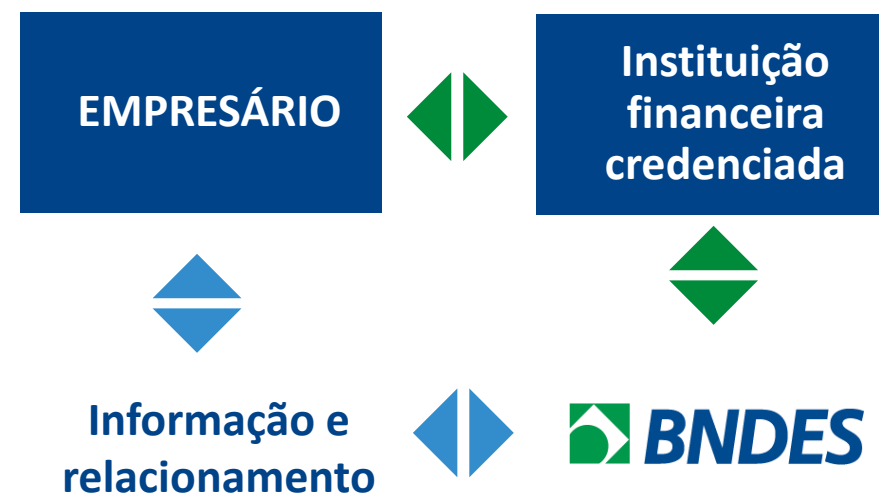 EMPRESÁRIO
Instituição
financeira
credenciada
Informação e
relacionamento
BNDES